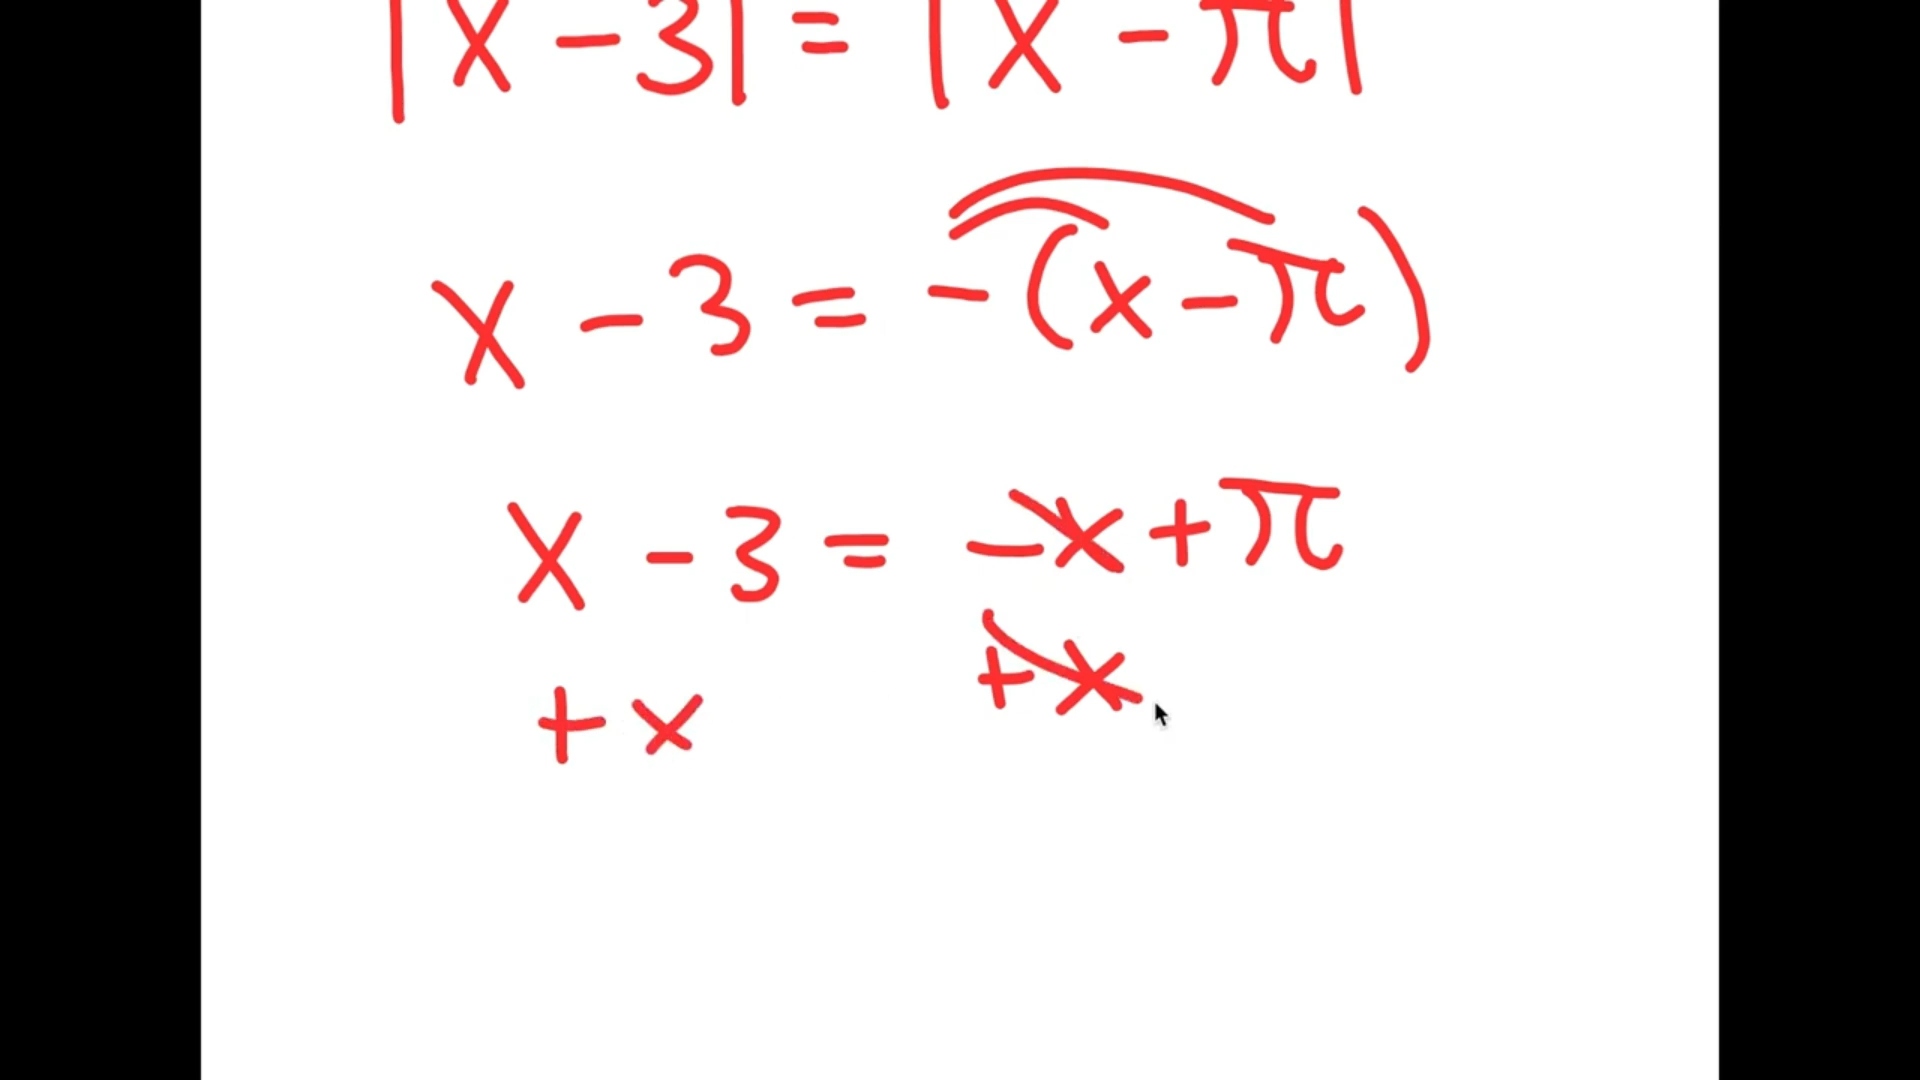 |x - 3| = |x - π|
x - 3 = -(x - π)
x - 3 = -x + π
+x +x